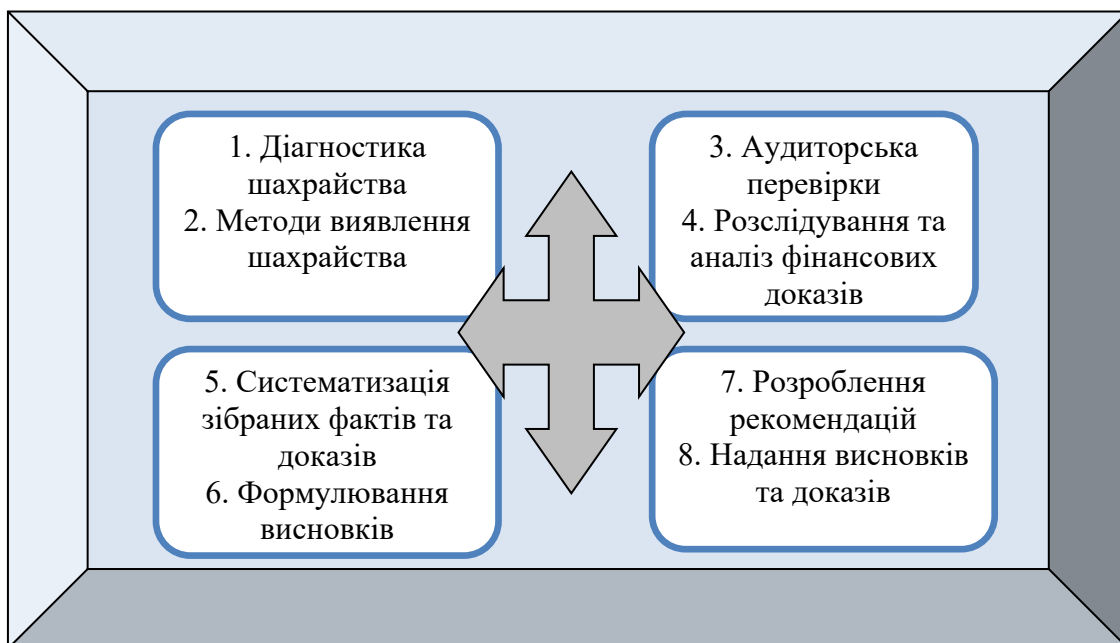 1. Діагностика
шахрайства
2. Методи виявлення
шахрайства
3. Аудиторська
перевірки
4. Розслідування та
аналіз фінансових
доказів
5. Систематизація
зібраних фактів та
доказів
6. Формулювання
висновків
7. Розроблення
рекомендацій
8. Надання висновків
та доказів